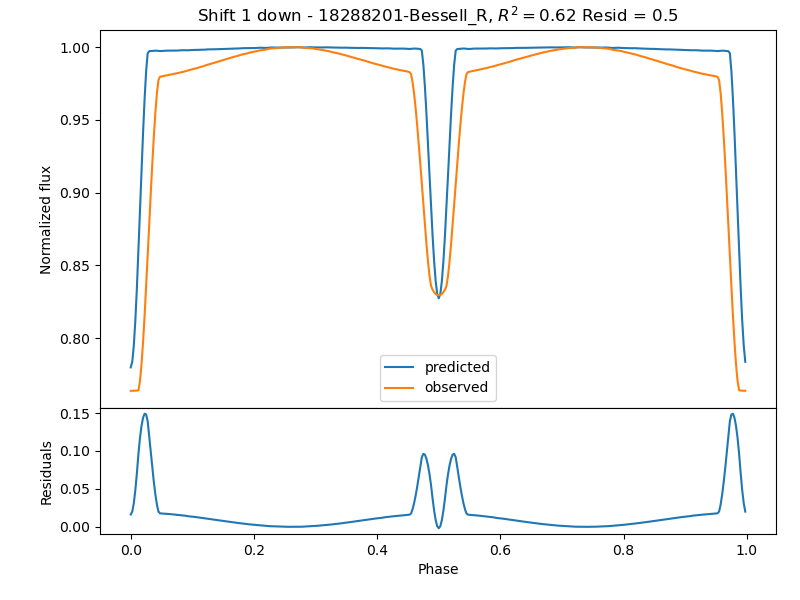 Shift 1 down - 18288201-Bessell_R, R² = 0.62 Resid = 0.5
Normalized flux
1.00
0.95
0.90
0.85
0.80
predicted
observed
Residuals
0.15
0.10
0.05
0.00
0.0 0.2 0.4 0.6 0.8 1.0
Phase